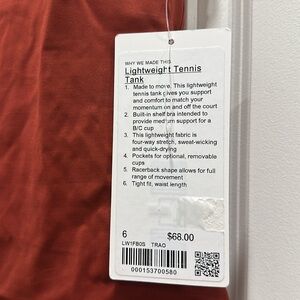 WHY WE MADE THIS
Lightweight Tennis
Tank
1. Made to move. This lightweight
tennis tank gives you support
and comfort to match your
momentum on and off the court
2. Built-in shelf bra intended to
provide medium support for a
B/C cup
3. This lightweight fabric is
four-way stretch, sweat-wicking
and quick-drying
4. Pockets for optional, removable
cups
5. Racerback shape allows for full
range of movement
6. Tight fit, waist length
6 $68.00
LW1FB0S TRAO
000153700580